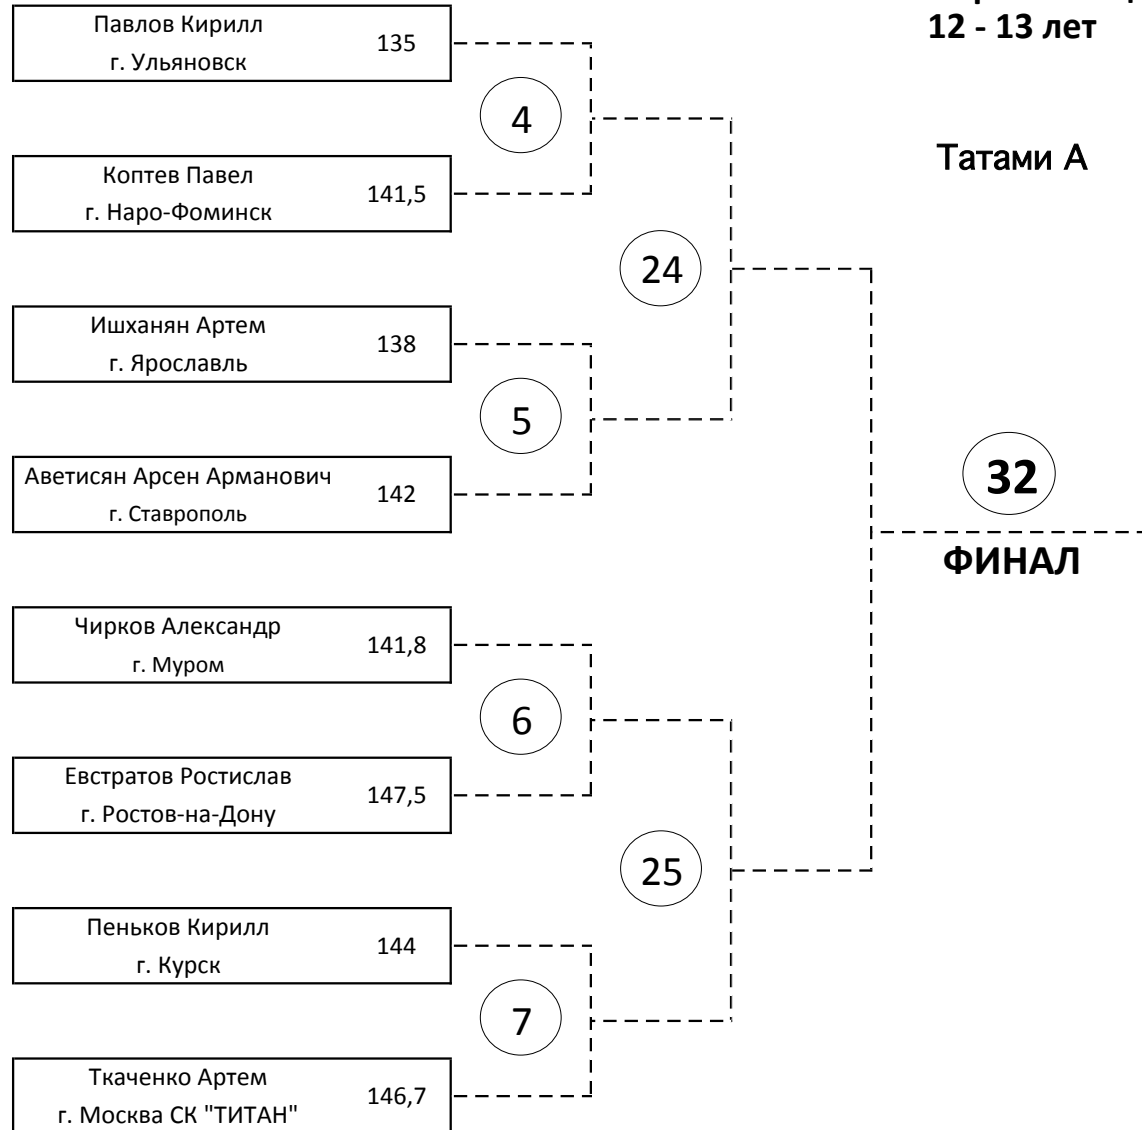 12 - 13 лет
Татами А
Павлов Кирилл
г. Ульяновск
135
4
Коптев Павел
г. Наро-Фоминск
141,5
24
Ишханян Артем
г. Ярославль
138
5
Аветисян Арсен Арманович
г. Ставрополь
142
32
ФИНАЛ
Чирков Александр
г. Муром
141,8
6
Евстратов Ростислав
г. Ростов-на-Дону
147,5
25
Пеньков Кирилл
г. Курск
144
7
Ткаченко Артем
г. Москва СК "ТИТАН"
146,7